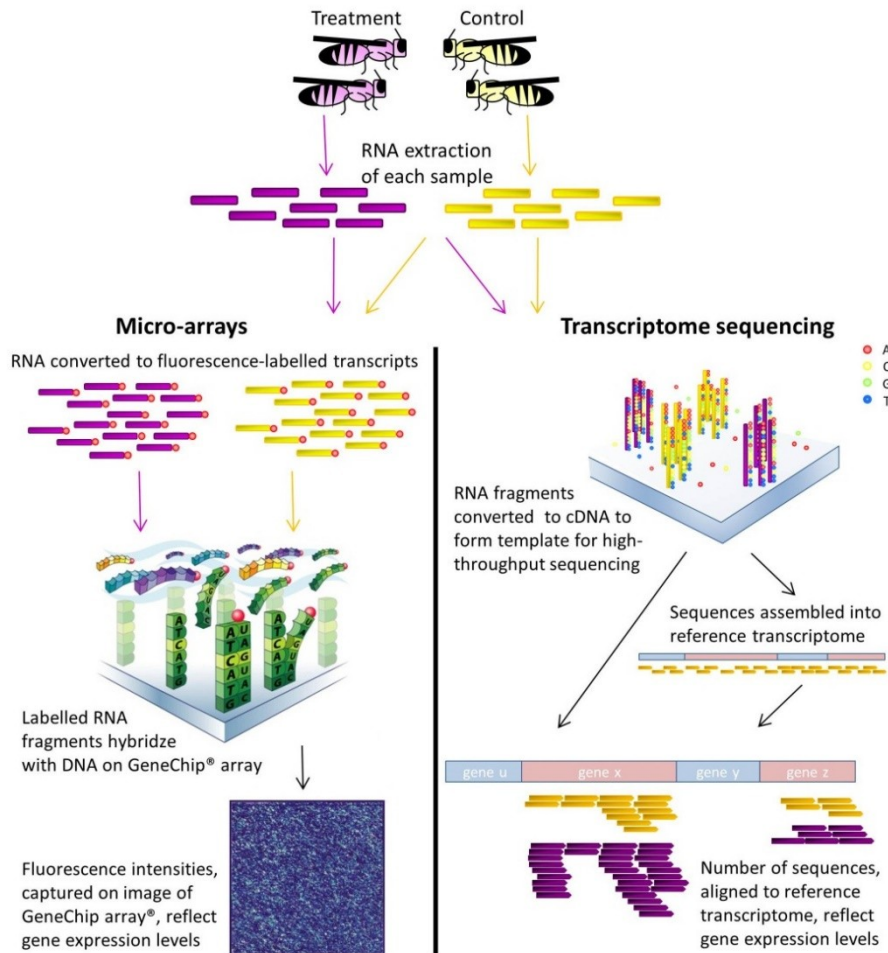 Treatment
Control
RNA extraction
of each sample
Micro-arrays
RNA converted to fluorescence-labelled transcripts
A T C A T G
A T C A T G
U A G U A C
A T C A T G
Labelled RNA
fragments hybridze
with DNA on GeneChip® array
Fluorescence intensities,
captured on image of
GeneChip array®, reflect
gene expression levels
Transcriptome sequencing
A
C
G
T
RNA fragments
converted to cDNA to
form template for high-
throughput sequencing
Sequences assembled into
reference transcriptome
gene u gene x gene y gene z
Number of sequences,
aligned to reference
transcriptome, reflect
gene expression levels